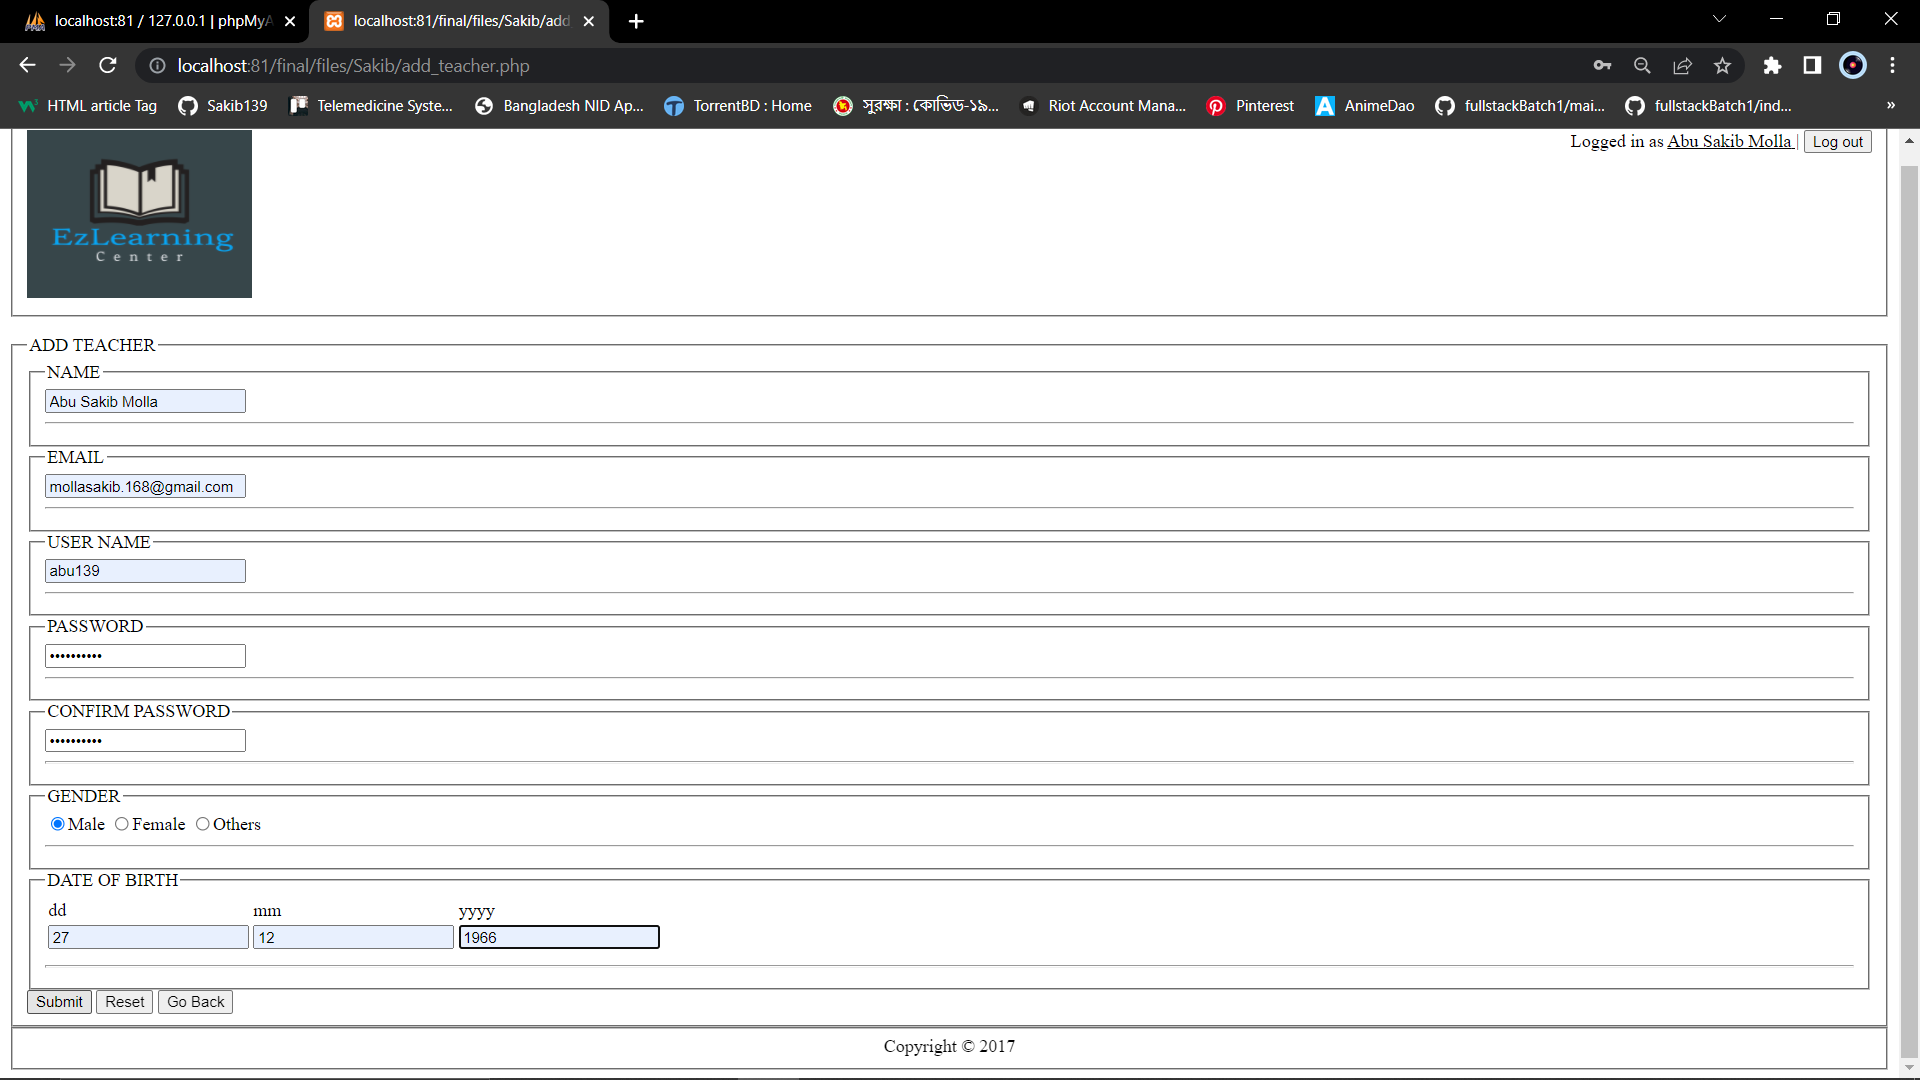 localhost:81 / 127.0.0.1 | phpMyA
localhost:81/final/files/Sakib/add
localhost:81/final/files/Sakib/add_teacher.php
HTML article Tag
Sakib139
Telemedicine Syste...
Bangladesh NID Ap...
TorrentBD : Home
সুরক্ষা : কোভিড-১৯...
Riot Account Mana...
Pinterest
AnimeDao
fullstackBatch1/mai...
fullstackBatch1/ind...
»
Logged in as Abu Sakib Molla | Log out
EzLearning
Center
ADD TEACHER
NAME
Abu Sakib Molla
EMAIL
mollasakib.168@gmail.com
USER NAME
abu139
PASSWORD
••••••••••
CONFIRM PASSWORD
••••••••••
GENDER
Male Female Others
DATE OF BIRTH
dd mm yyyy
27 12 1966
Submit Reset Go Back
Copyright © 2017